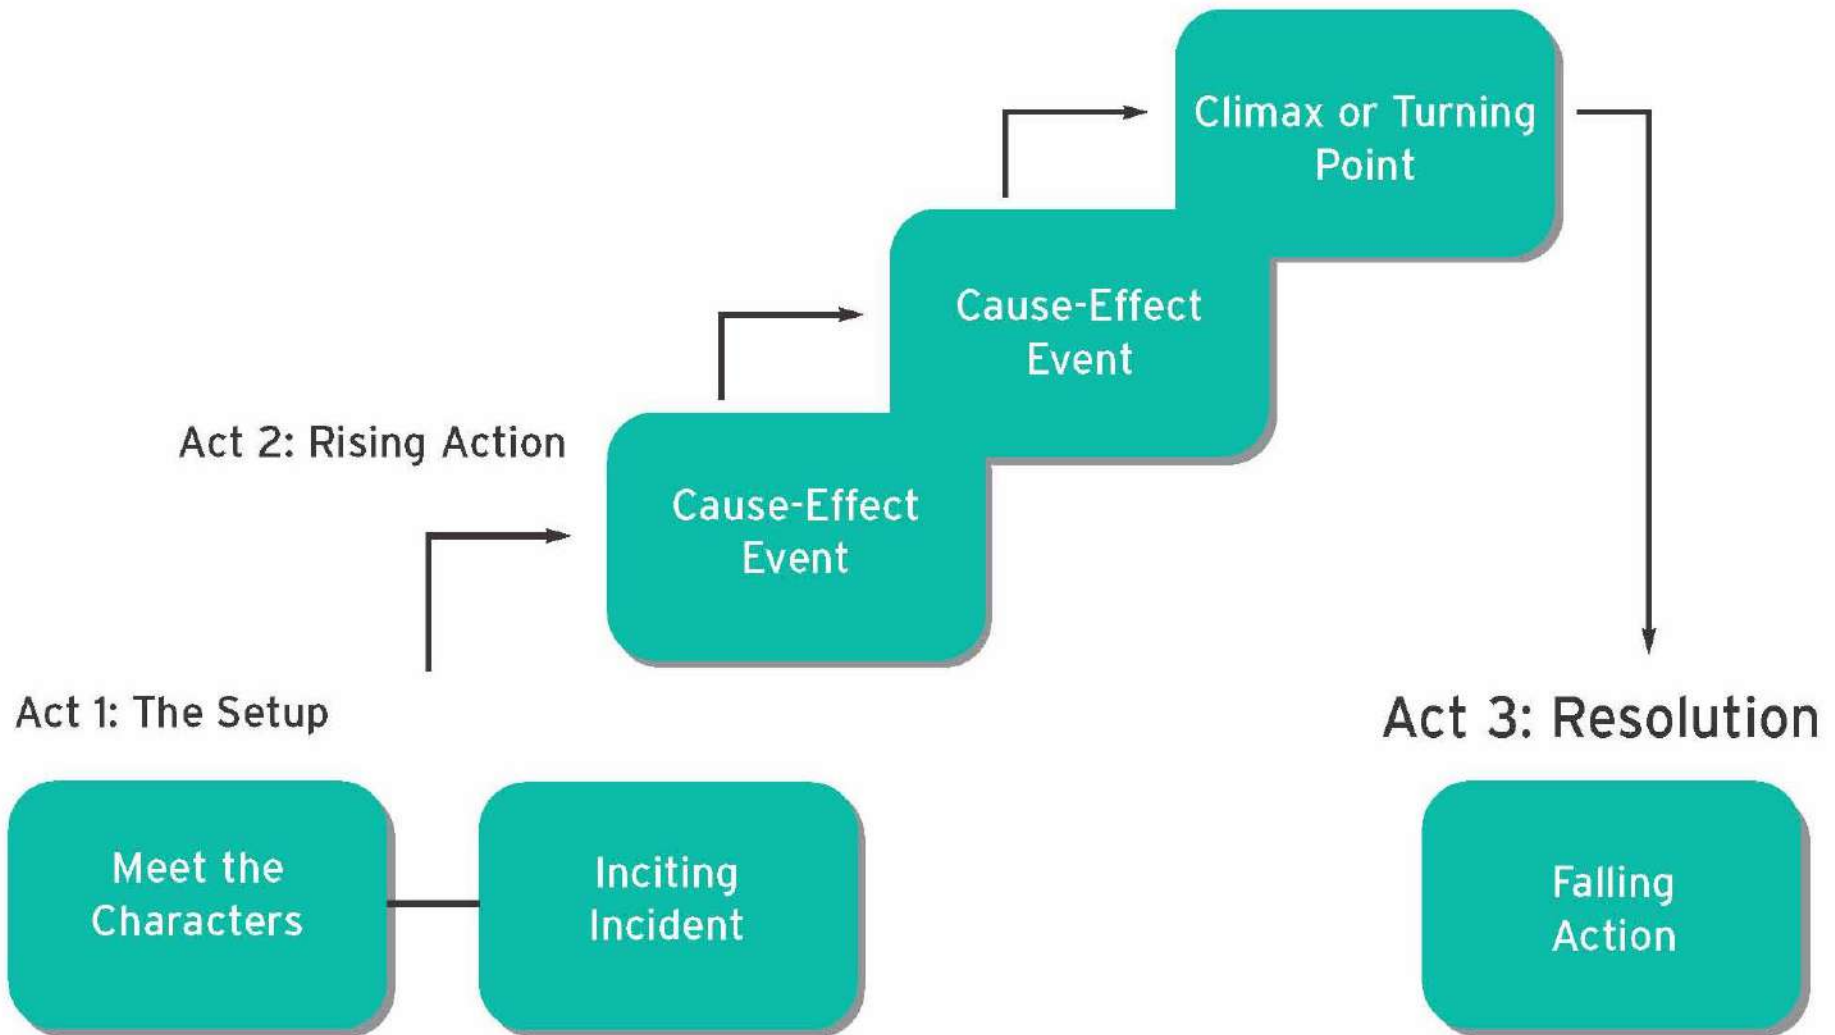 Act 1: The Setup
Meet the
Characters
Inciting
Incident
Act 2: Rising Action
Cause-Effect
Event
Cause-Effect
Event
Climax or Turning
Point
Act 3: Resolution
Falling
Action